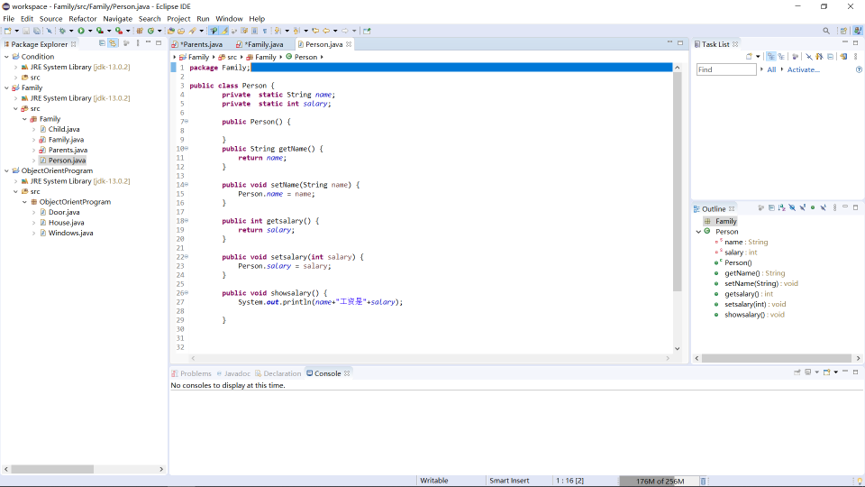 workspace - Family/src/Family/Person.java - Eclipse IDE
File Edit Source Refactor Navigate Search Project Run Window Help
Package Explorer
Condition
JRE System Library [jdk-13.0.2]
src
Family
JRE System Library [jdk-13.0.2]
src
Family
Child.java
Family.java
Parents.java
Person.java
ObjectOrientProgram
JRE System Library [jdk-13.0.2]
src
ObjectOrientProgram
Door.java
House.java
Windows.java
*Parents.java *Family.java Person.java
Family src Family Person
1 package Family;
2
3 public class Person {
4 private static String name;
5 private static int salary;
6
7 public Person() {
8
9 }
10 public String getName() {
11 return name;
12 }
13
14 public void setName(String name) {
15 Person.name = name;
16 }
17
18 public int getsalary() {
19 return salary;
20 }
21
22 public void setsalary(int salary) {
23 Person.salary = salary;
24 }
25
26 public void showsalary() {
27 System.out.println(name+"工资是"+salary);
28
29 }
30
31
32
Task List
Find All Activate...
Outline
Family
Person
name : String
salary : int
Person()
getName() : String
setName(String) : void
getsalary() : int
setsalary(int) : void
showsalary() : void
Problems Javadoc Declaration Console
No consoles to display at this time.
Writable Smart Insert 1 : 16 [2] 176M of 256M